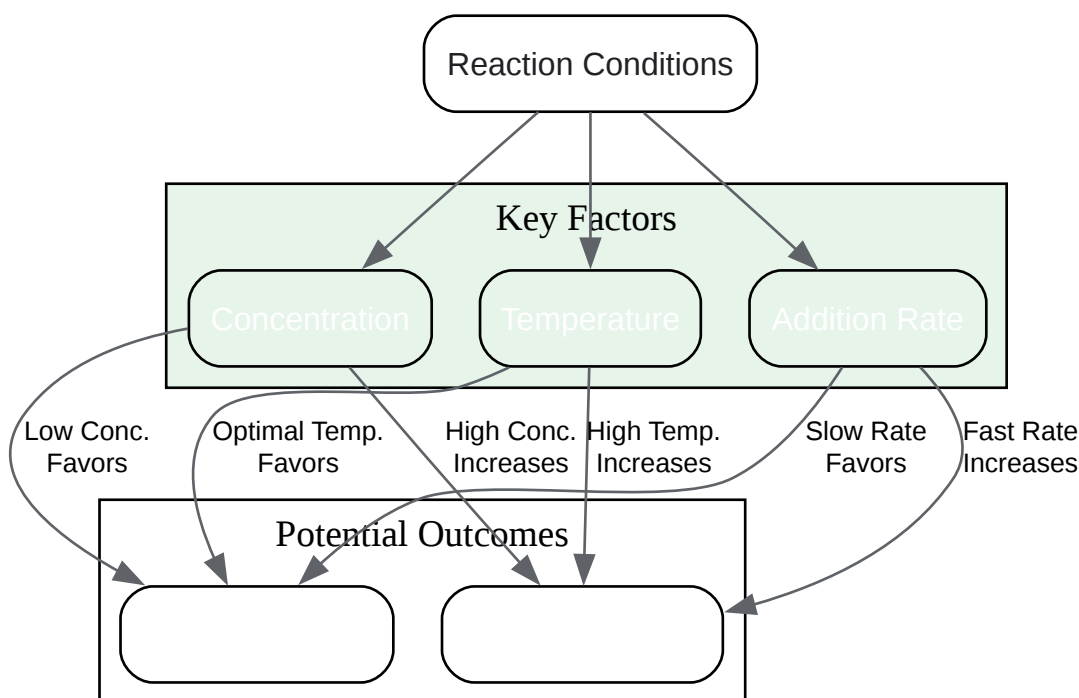 Reaction Conditions
Key Factors
Concentration
Temperature
Addition Rate
Low Conc.
Favors
Optimal Temp.
Favors
High Conc.
Increases
High Temp.
Increases
Slow Rate
Favors
Fast Rate
Increases
Potential Outcomes